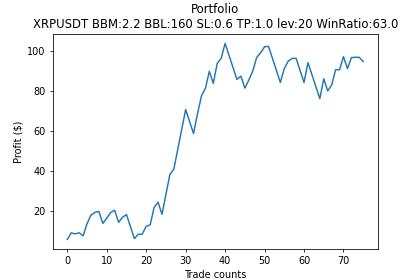 Portfolio
XRPUSDT BBM:2.2 BBL:160 SL:0.6 TP:1.0 lev:20 WinRatio:63.0
100
80
60
40
20
Profit ($)
0 10 20 30 40 50 60 70
Trade counts